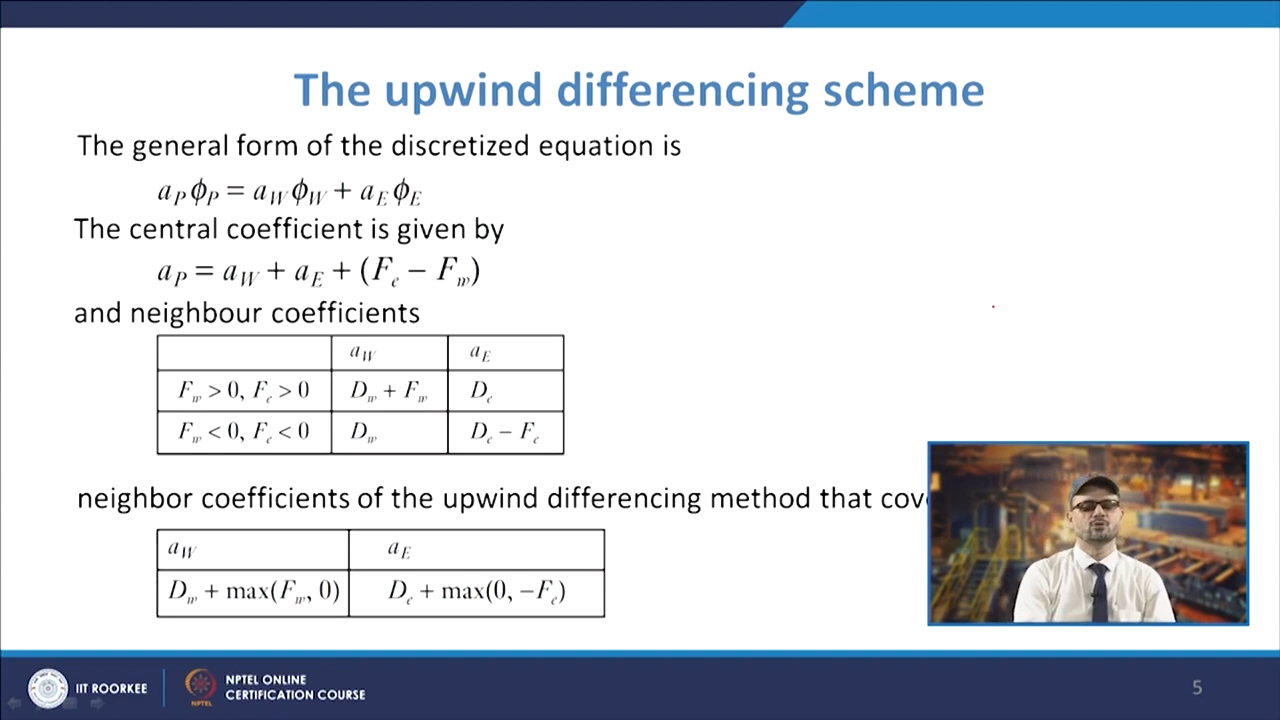 The upwind differencing scheme
The general form of the discretized equation is
a_P ϕ_P = a_W ϕ_W + a_E ϕ_E
The central coefficient is given by
a_P = a_W + a_E + (F_e − F_w)
and neighbour coefficients
a_W a_E
F_w > 0, F_e > 0 D_w + F_w D_e
F_w < 0, F_e < 0 D_w D_e − F_e
neighbor coefficients of the upwind differencing method that
a_W a_E
D_w + max(F_w, 0) D_e + max(0, −F_e)
IIT ROORKEE
NPTEL
NPTEL ONLINE
CERTIFICATION COURSE
5